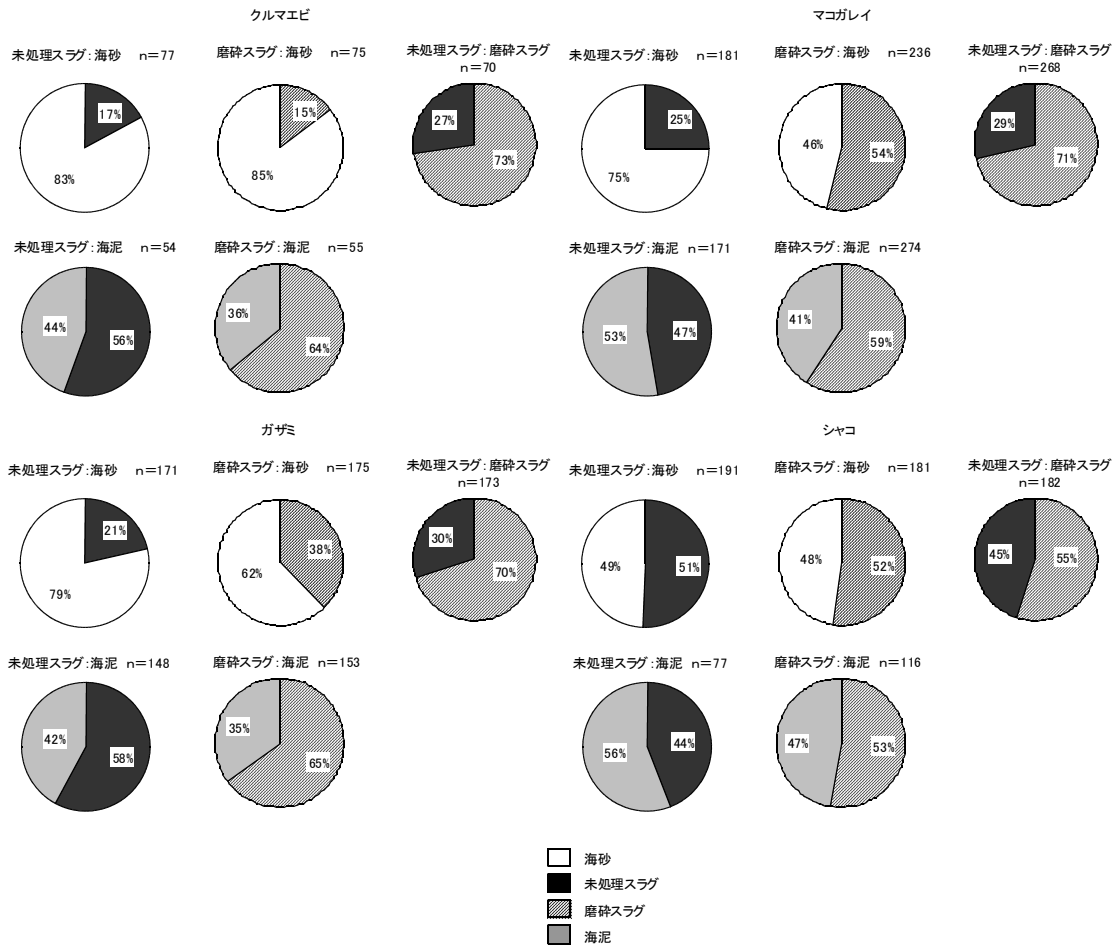 クルマエビ
未処理スラグ:海砂 n=77
17%
83%
磨砕スラグ:海砂 n=75
15%
85%
未処理スラグ:磨砕スラグ
n=70
27%
73%
未処理スラグ:海泥 n=54
44%
56%
磨砕スラグ:海泥 n=55
36%
64%
マコガレイ
未処理スラグ:海砂 n=181
25%
75%
磨砕スラグ:海砂 n=236
46%
54%
未処理スラグ:磨砕スラグ
n=268
29%
71%
未処理スラグ:海泥 n=171
53%
47%
磨砕スラグ:海泥 n=274
41%
59%
ガザミ
未処理スラグ:海砂 n=171
21%
79%
磨砕スラグ:海砂 n=175
38%
62%
未処理スラグ:磨砕スラグ
n=173
30%
70%
未処理スラグ:海泥 n=148
42%
58%
磨砕スラグ:海泥 n=153
35%
65%
シャコ
未処理スラグ:海砂 n=191
49%
51%
磨砕スラグ:海砂 n=181
48%
52%
未処理スラグ:磨砕スラグ
n=182
45%
55%
未処理スラグ:海泥 n=77
56%
44%
磨砕スラグ:海泥 n=116
47%
53%
海砂
未処理スラグ
磨砕スラグ
海泥